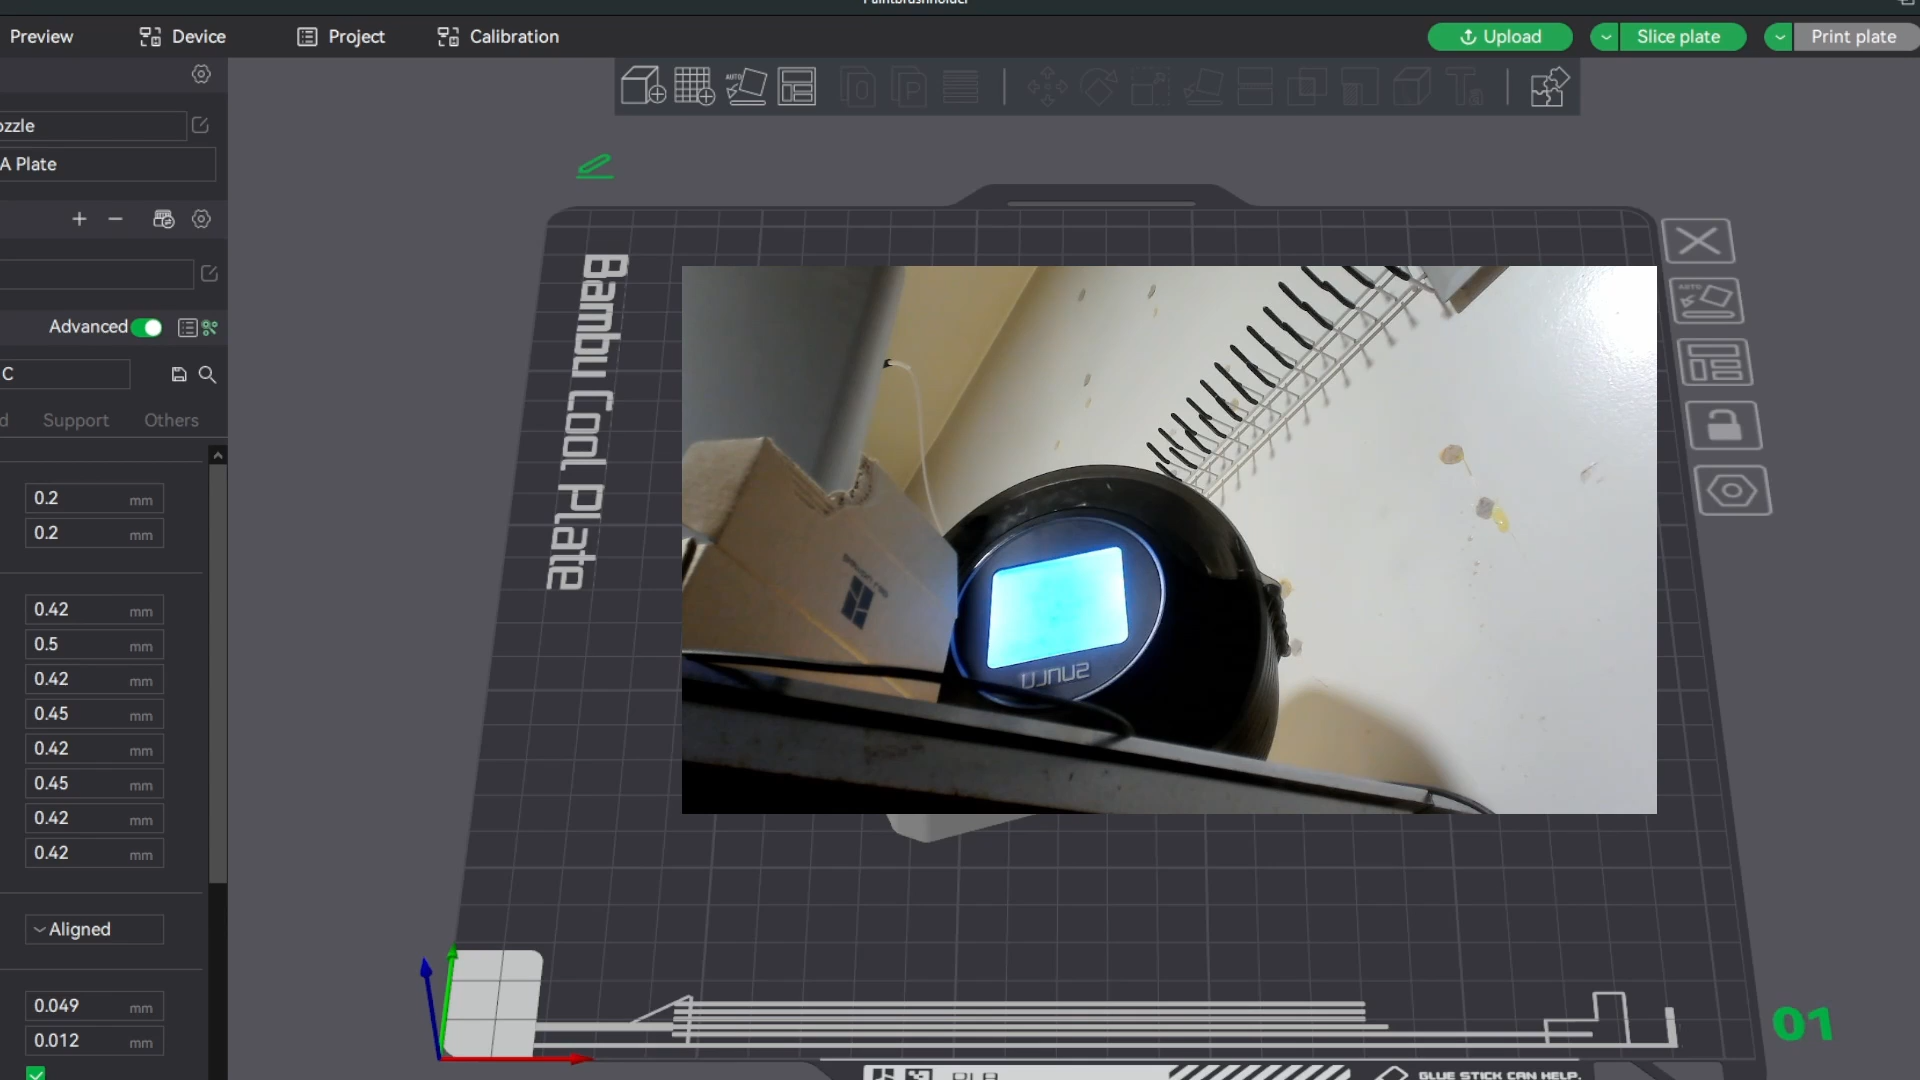 Preview
Device
Project
Calibration
Upload
Slice plate
Print plate
ozzle
A Plate
Advanced
C
d
Support
Others
0.2 mm
0.2 mm
0.42 mm
0.5 mm
0.42 mm
0.45 mm
0.42 mm
0.45 mm
0.42 mm
0.42 mm
Aligned
0.049 mm
0.012 mm
AUTO
Bambu Cool Plate
AUTO
SUNLU
01
GLUE STICK CAN HELP.